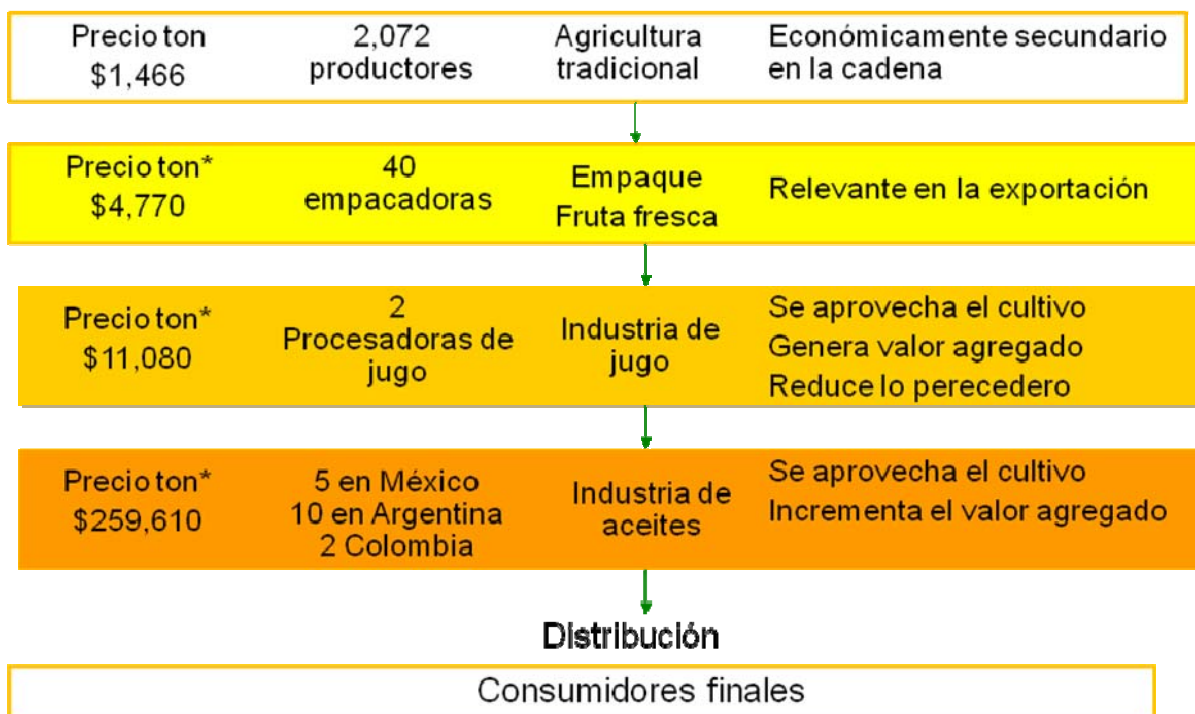 Precio ton
$1,466
2,072
productores
Agricultura
tradicional
Económicamente secundario
en la cadena
Precio ton*
$4,770
40
empacadoras
Empaque
Fruta fresca
Relevante en la exportación
Precio ton*
$11,080
2
Procesadoras de
jugo
Industria de
jugo
Se aprovecha el cultivo
Genera valor agregado
Reduce lo perecedero
Precio ton*
$259,610
5 en México
10 en Argentina
2 Colombia
Industria de
aceites
Se aprovecha el cultivo
Incrementa el valor agregado
Distribución
Consumidores finales